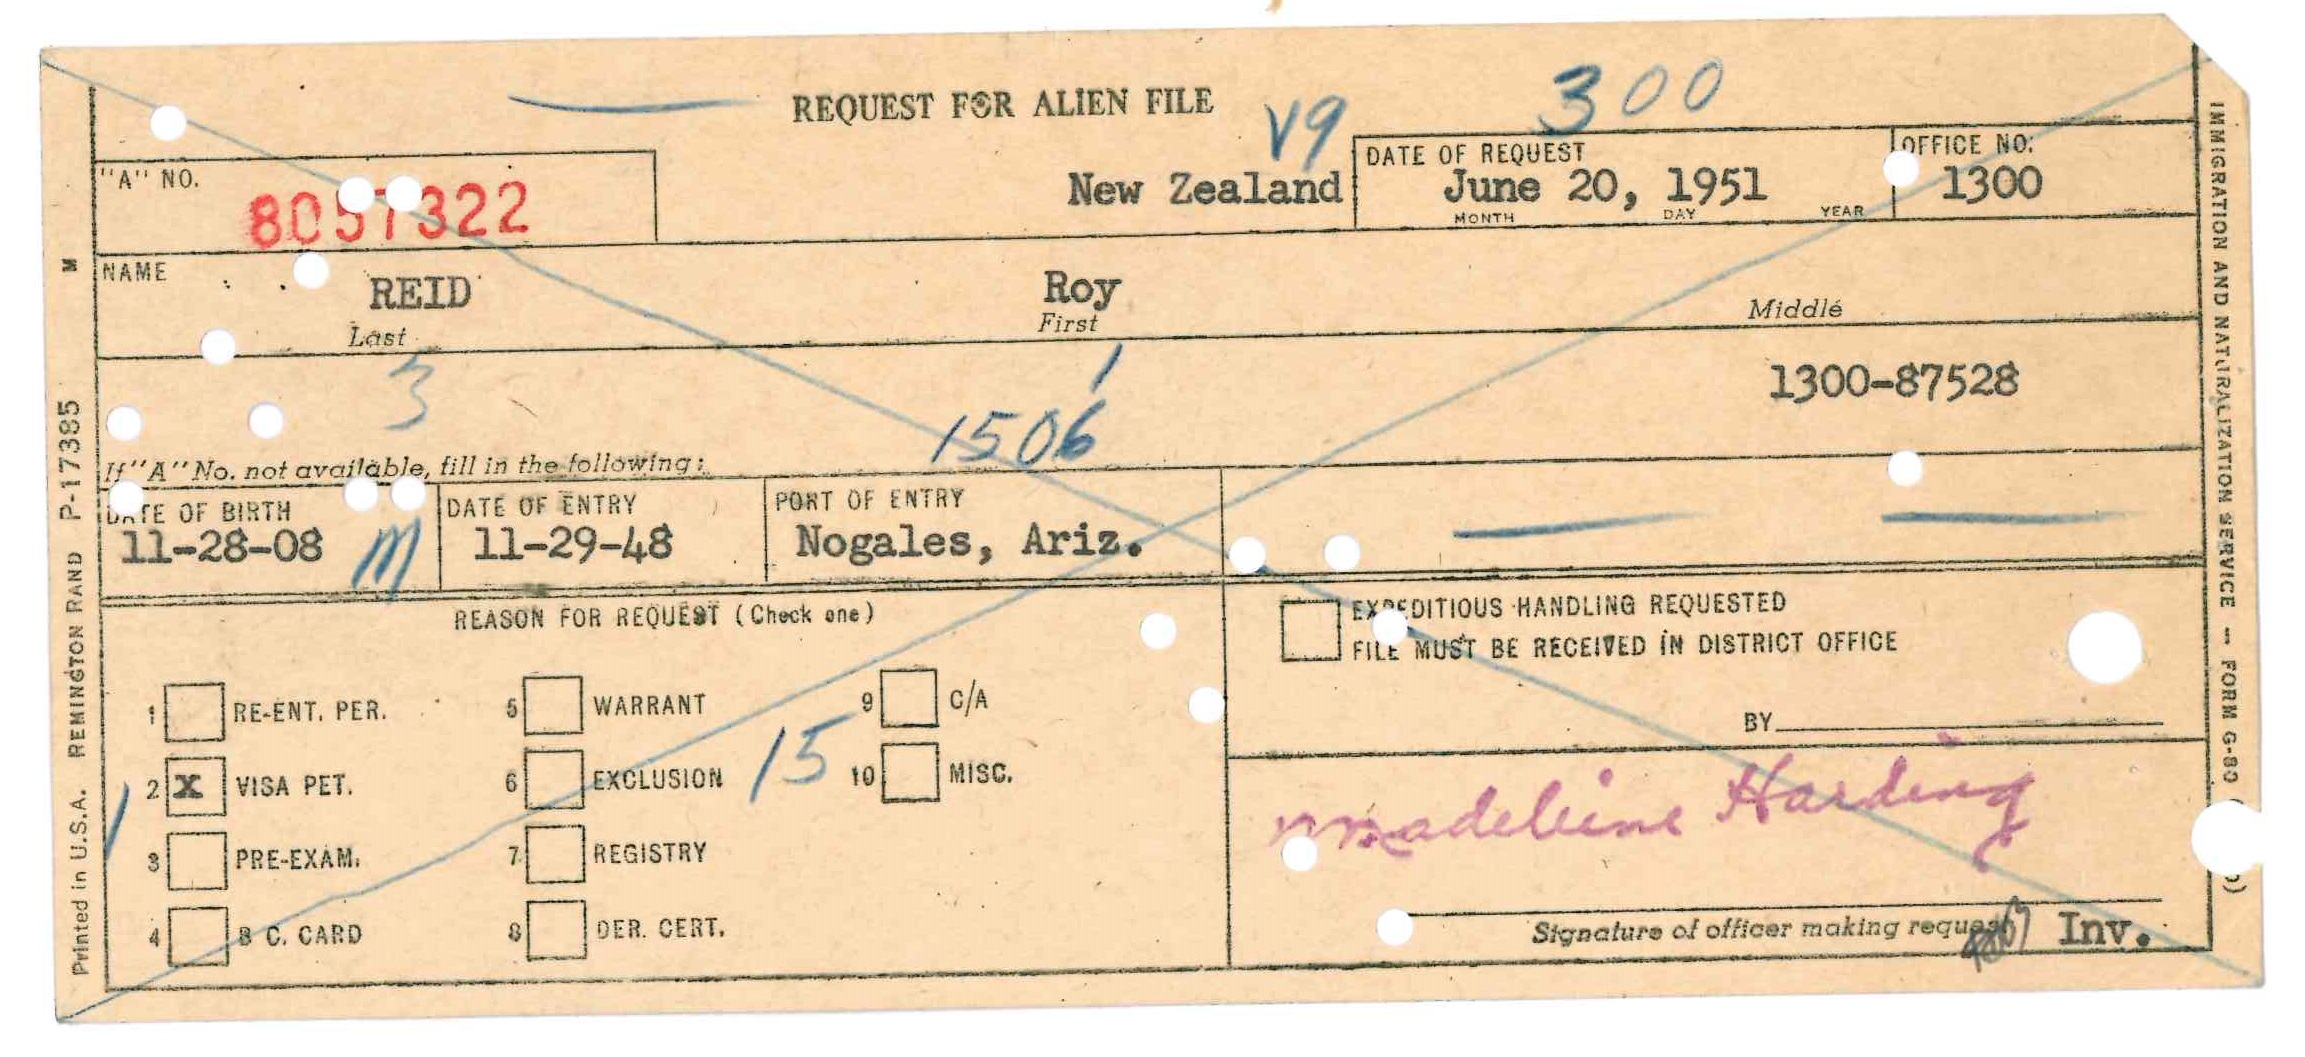 300
REQUEST FOR ALIEN FILE
V9
"A" NO.
8057322
New Zealand
DATE OF REQUEST
June 20, 1951
MONTH DAY YEAR
OFFICE NO:
1300
NAME
REID Roy
Last First Middle
3
1
1506
1300-87528
If "A" No. not available, fill in the following:
DATE OF BIRTH
11-28-08
M
DATE OF ENTRY
11-29-48
PORT OF ENTRY
Nogales, Ariz.
REASON FOR REQUEST (Check one)
1 RE-ENT. PER.
2 X VISA PET.
3 PRE-EXAM.
4 B C. CARD
5 WARRANT
6 EXCLUSION
7 REGISTRY
8 DER. CERT.
9 C/A
10 MISC.
15
EXPEDITIOUS HANDLING REQUESTED
FILE MUST BE RECEIVED IN DISTRICT OFFICE
BY
Madeleine Harding
Signature of officer making request
Inv.
Printed in U.S.A. REMINGTON RAND P-17385 M
IMMIGRATION AND NATURALIZATION SERVICE — FORM G-80